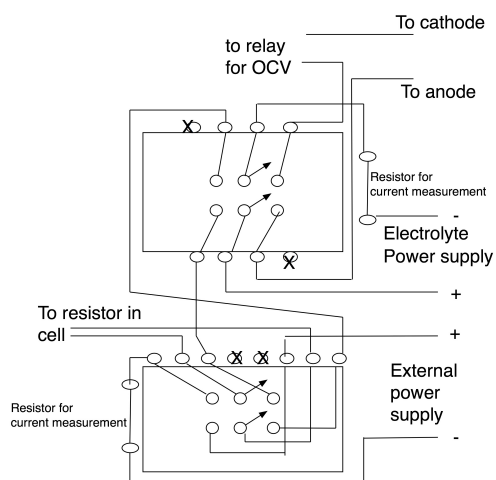 To cathode
to relay
for OCV
To anode
X
Resistor for
current measurement
-
Electrolyte
Power supply
X
+
To resistor in
cell
+
X X
External
power
supply
Resistor for
current measurement
-